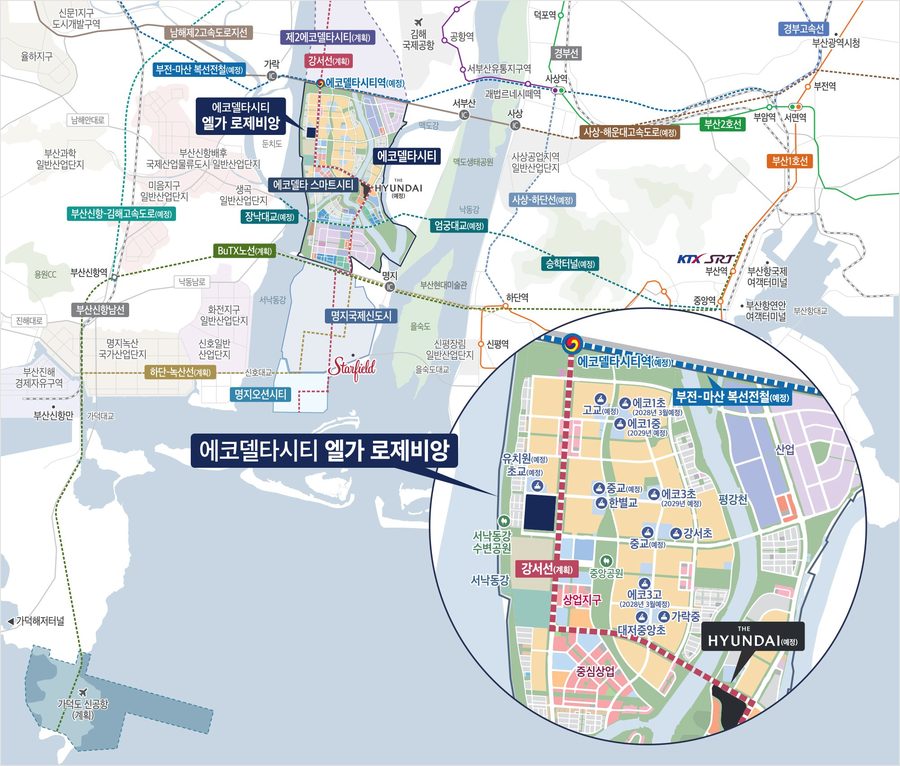 신문1지구
도시개발구역
남해제2고속도로지선
제2에코델타시티(계획)
김해
국제공항
공항역
덕포역
경부선
경부고속선
부산광역시청
율하지구
부전-마산 복선전철(예정)
가락
IC
강서선(계획)
에코델타시티역(예정)
서부산유통지구역
괘법르네시떼역
사상역
부전역
에코델타시티
엘가 로제비앙
서부산
IC
사상
IC
사상-해운대고속도로(예정)
부산2호선
부암역
서면역
남해안대로
둔치도
맥도강
에코델타시티
맥도생태공원
사상공업지역
일반산업단지
부산1호선
부산과학
일반산업단지
부산신항배후
국제산업물류도시 일반산업단지
미음지구
일반산업단지
생곡
일반산업단지
에코델타 스마트시티
THE
HYUNDAI
(예정)
사상-하단선(예정)
부산신항-김해고속도로(예정)
장낙대교(예정)
낙동강
엄궁대교(예정)
BuTX노선(계획)
승학터널(예정)
KTX SRT
부산역
부산항국제
여객터미널
용원CC
부산신항역
낙동남로
서낙동강
명지
IC
부산현대미술관
하단역
중앙역
부산항연안
여객터미널
부산항대교
부산신항남선
진해대로
명지녹산
국가산업단지
화전지구
일반산업단지
신호일반
산업단지
명지국제신도시
을숙도
신평장림
일반산업단지
신평역
부산진해
경제자유구역
하단-녹산선(예정)
신호대교
Starfield
을숙도대교
명지오션시티
부산신항만
가덕대교
에코델타시티 엘가 로제비앙
에코델타시티역(예정)
부전-마산 복선전철(예정)
고교(예정)
에코1초
(2028년 3월예정)
에코1중
(2029년 예정)
산업
유치원
초교(예정)
중교(예정)
한별교
에코3초
(2029년 예정)
평강천
서낙동강
수변공원
중교(예정)
강서초
서낙동강
강서선(계획)
중앙공원
상업지구
에코3고
(2028년 3월예정)
가락중
대저중앙초
THE
HYUNDAI(예정)
중심상업
가덕해저터널
가덕도 신공항
(계획)